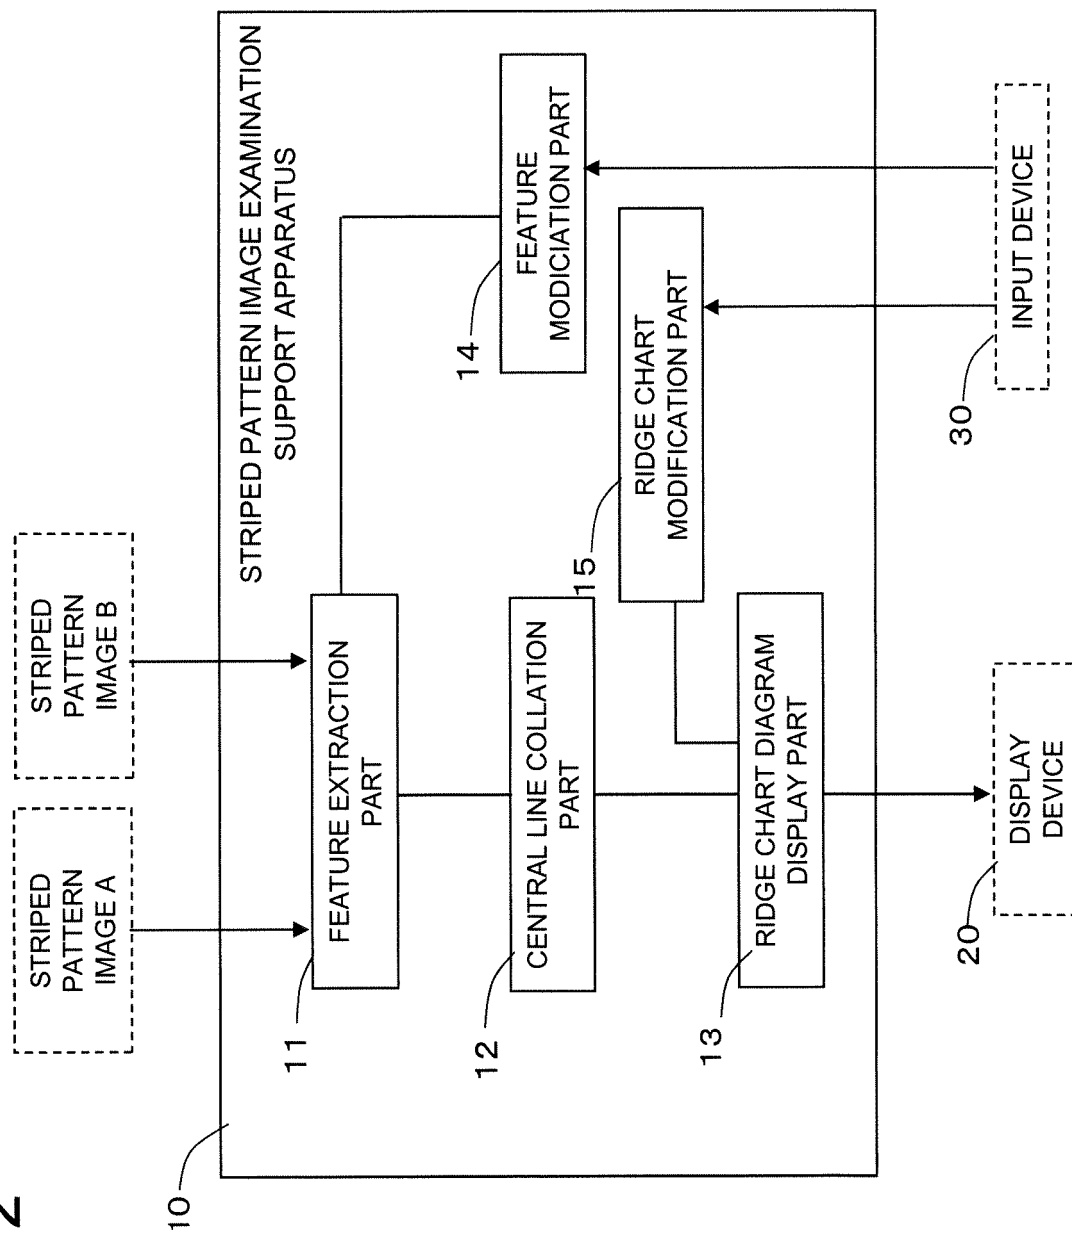 2
10
STRIPED
PATTERN
IMAGE A
STRIPED
PATTERN
IMAGE B
STRIPED PATTERN IMAGE EXAMINATION
SUPPORT APPARATUS
11
FEATURE EXTRACTION
PART
12
CENTRAL LINE COLLATION
PART
13
RIDGE CHART DIAGRAM
DISPLAY PART
14
FEATURE
MODICIATION PART
15
RIDGE CHART
MODIFICATION PART
20
DISPLAY
DEVICE
30
INPUT DEVICE